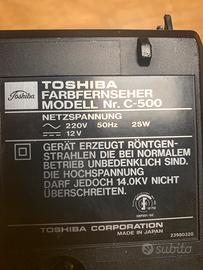 Toshiba
TOSHIBA
FARBFERNSEHER
MODELL Nr. C-500
NETZSPANNUNG
220V 50Hz 25W
12V
GERÄT ERZEUGT RÖNTGEN-
STRAHLEN DIE BEI NORMALEM
BETRIEB UNBEDENKLICH SIND.
DIE HOCHSPANNUNG
DARF JEDOCH 14.0KV NICHT
ÜBERSCHREITEN.
TOSHIBA CORPORATION
MADE IN JAPAN
23980320
subito